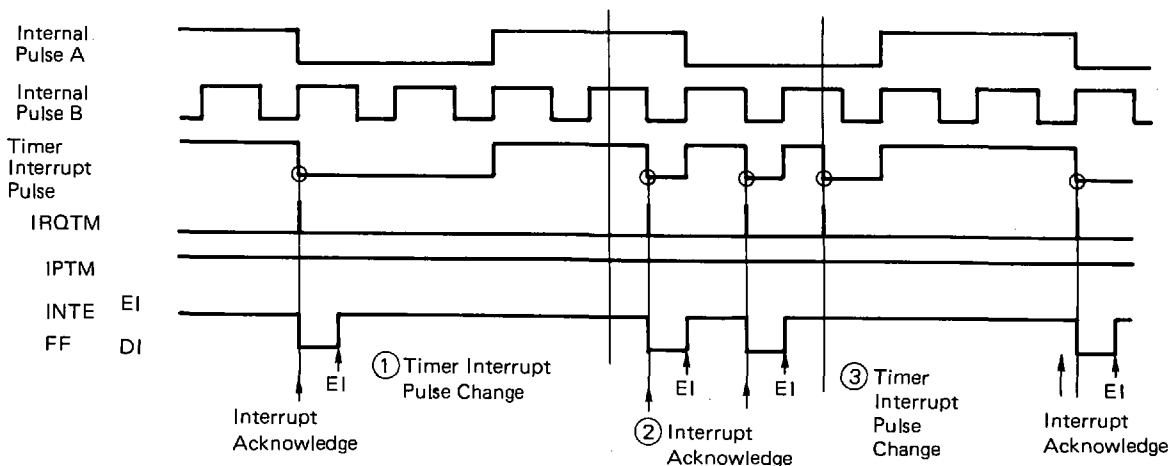 Internal
Pulse A
Internal
Pulse B
Timer
Interrupt
Pulse
IRQTM
IPTM
INTE EI
FF DI
EI
① Timer Interrupt
Pulse Change
EI
EI
③ Timer
Interrupt
Pulse
Change
EI
Interrupt
Acknowledge
② Interrupt
Acknowledge
Interrupt
Acknowledge